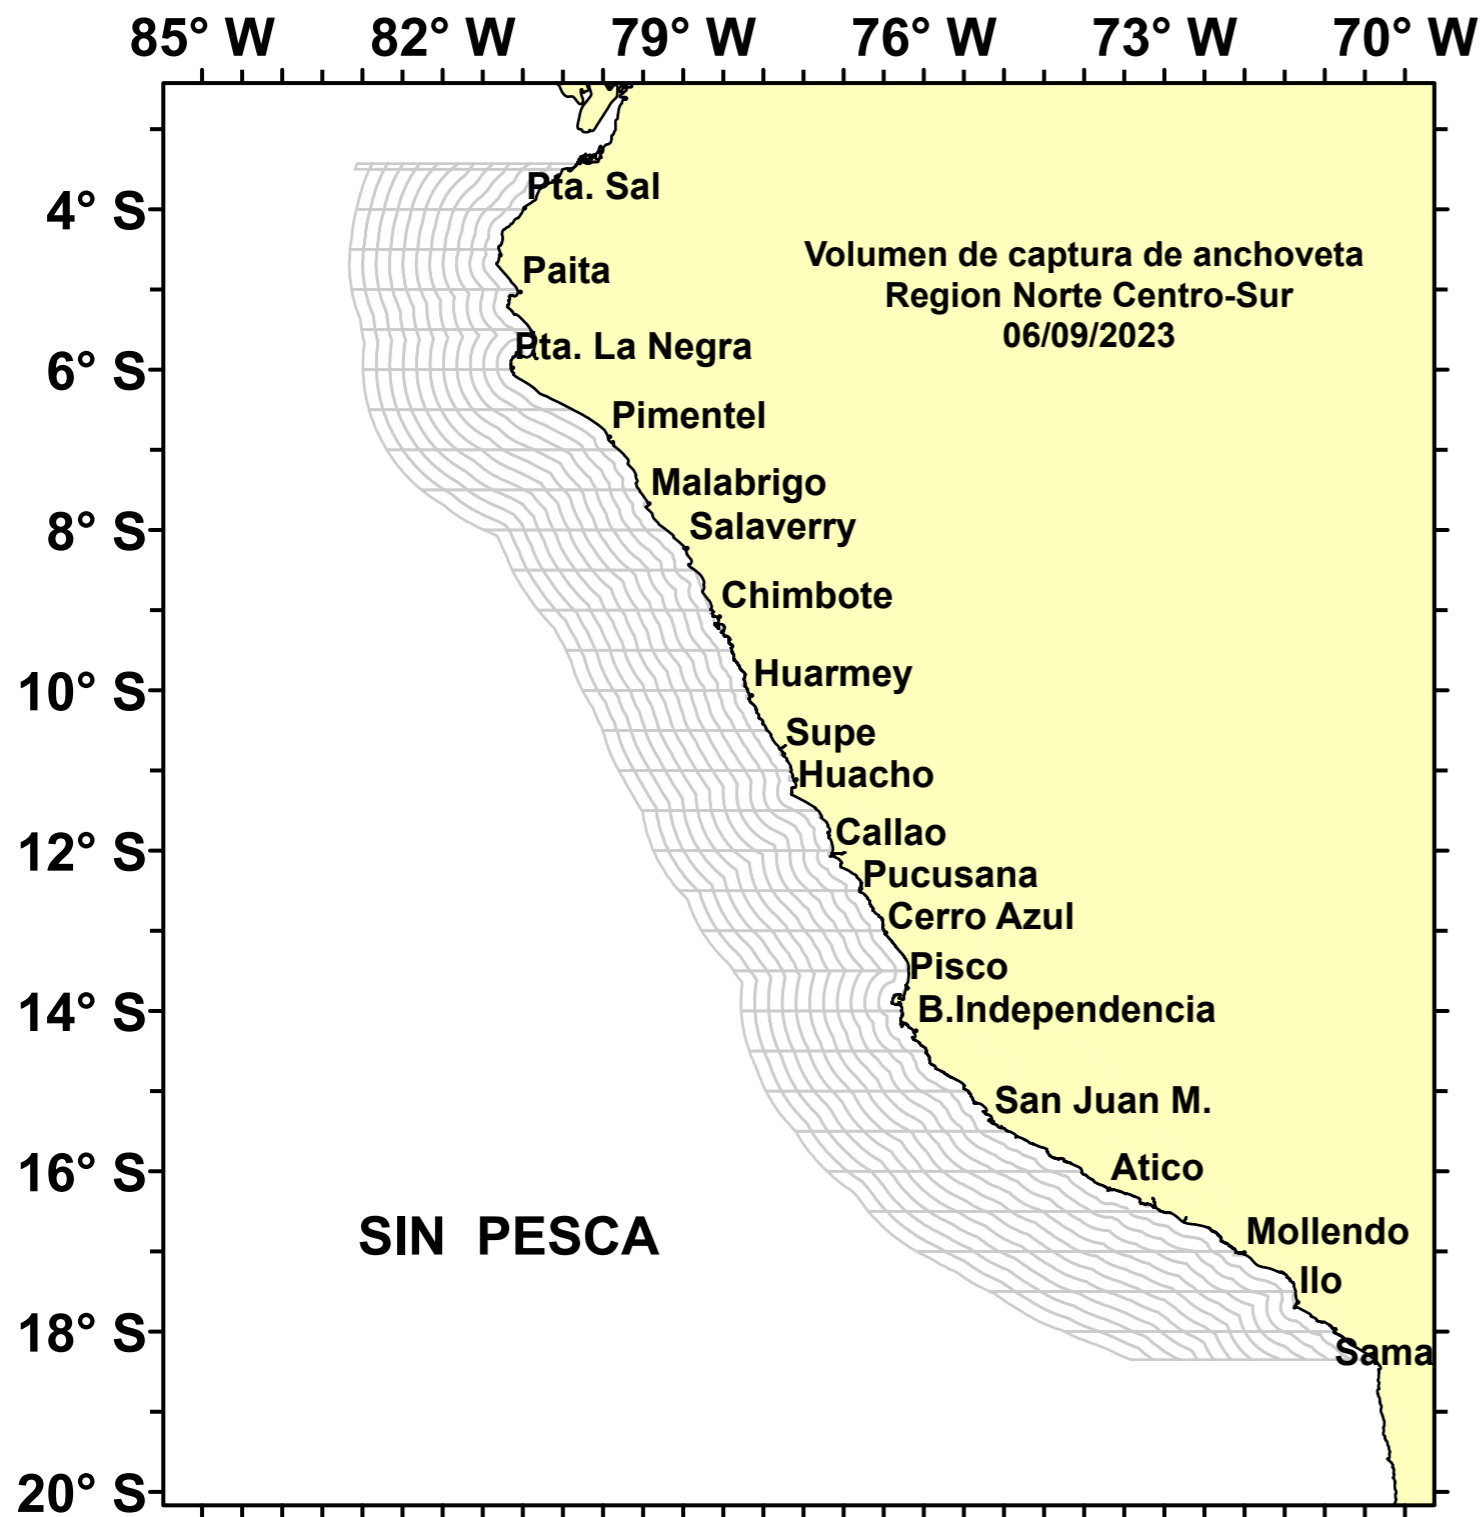 85° W 82° W 79° W 76° W 73° W 70° W
Pta. Sal
4° S
Volumen de captura de anchoveta
Region Norte Centro-Sur
06/09/2023
Paita
Pta. La Negra
6° S
Pimentel
Malabrigo
Salaverry
8° S
Chimbote
Huarmey
10° S
Supe
Huacho
Callao
12° S
Pucusana
Cerro Azul
Pisco
B.Independencia
14° S
San Juan M.
Atico
16° S
Mollendo
SIN PESCA
Ilo
18° S
Sama
20° S